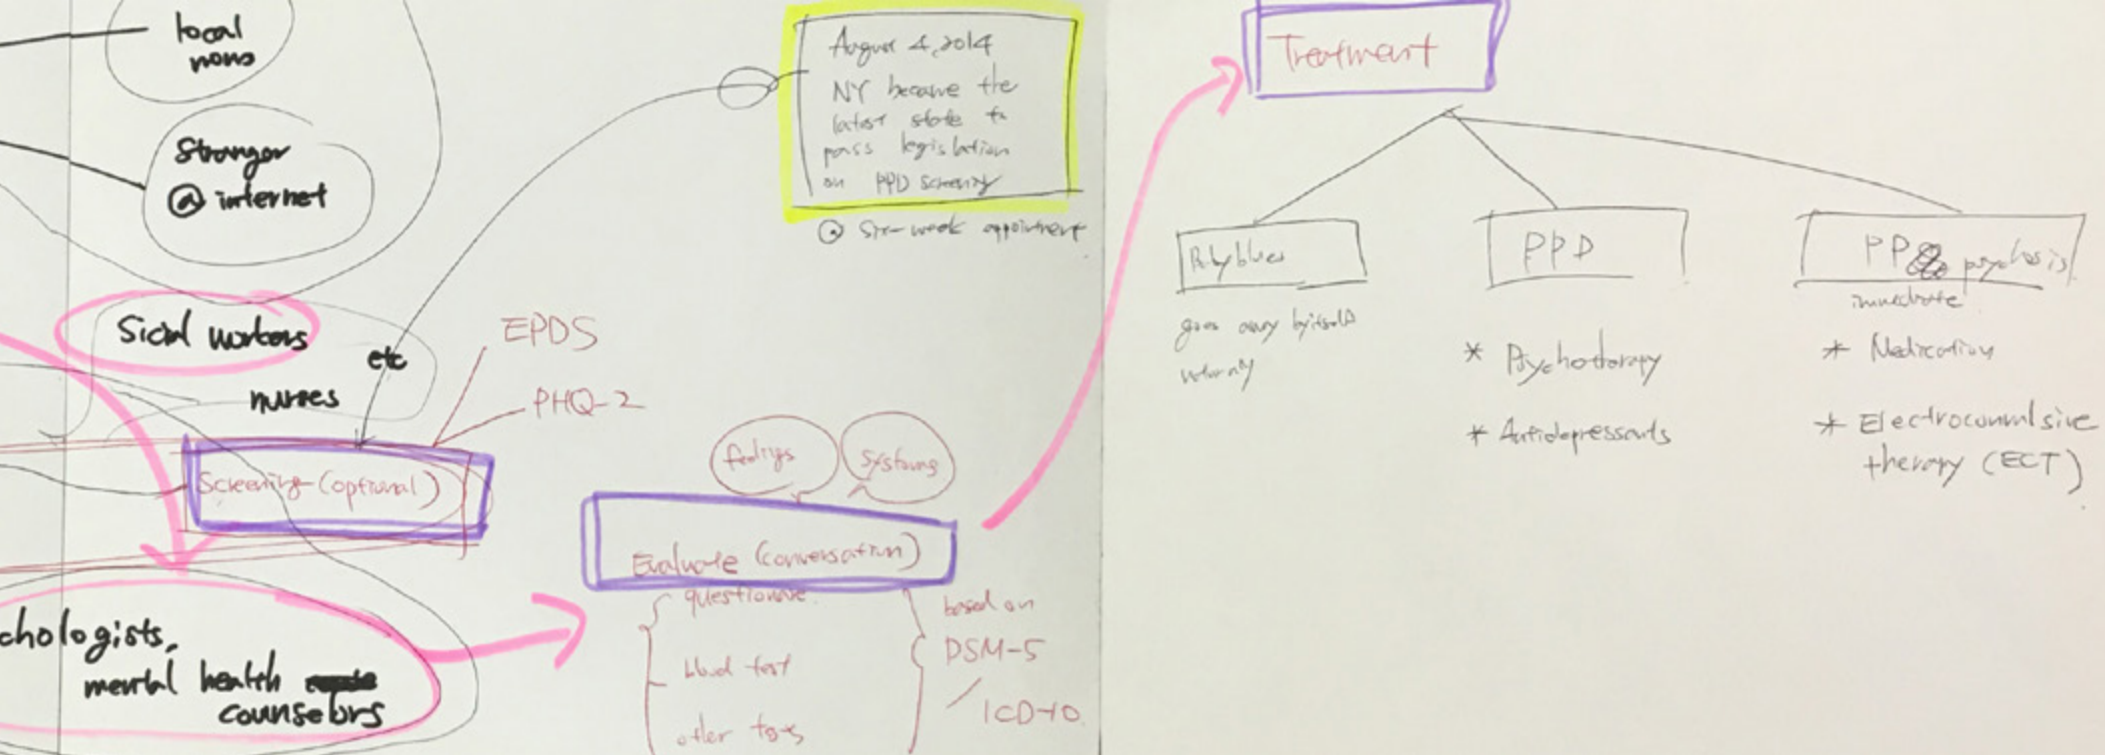 local
moms
Stranger
@ internet
Social workers
etc
nurses
EPDS
PHQ-2
Screening (optional)
chologists,
mental health
counselors
August 4, 2014
NY became the
latest state to
pass legislation
on PPD screening
@ six-week appointment
feelings
Evaluate (conversation)
questionnaire
blood test
other tests
based on
DSM-5
/
ICD-10
Treatment
Babyblues
goes away by itself
PPD
* Psychotherapy
* Antidepressants
PP psychosis
immediate
* Medication
* Electroconvulsive
therapy (ECT)